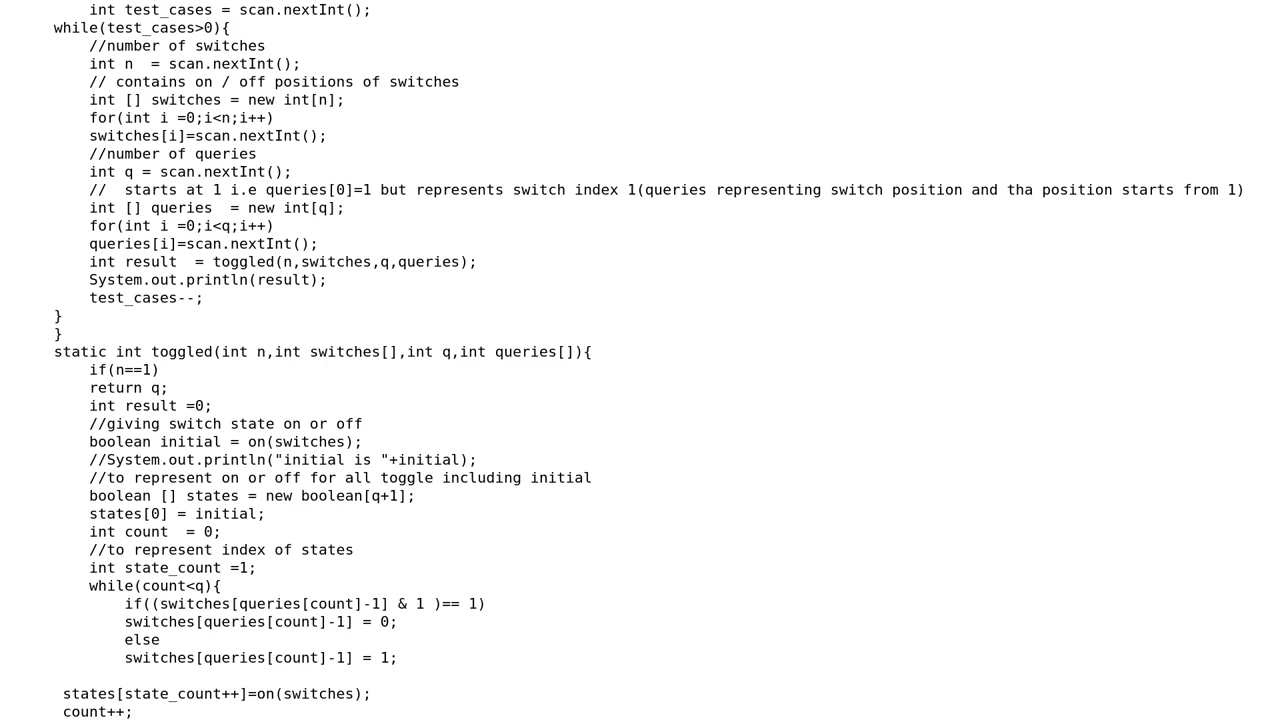 int test_cases = scan.nextInt();
while(test_cases>0){
//number of switches
int n  = scan.nextInt();
// contains on / off positions of switches
int [] switches = new int[n];
for(int i =0;i<n;i++)
switches[i]=scan.nextInt();
//number of queries
int q = scan.nextInt();
//  starts at 1 i.e queries[0]=1 but represents switch index 1(queries representing switch position and tha position starts from 1)
int [] queries  = new int[q];
for(int i =0;i<q;i++)
queries[i]=scan.nextInt();
int result  = toggled(n,switches,q,queries);
System.out.println(result);
test_cases--;
}
}
static int toggled(int n,int switches[],int q,int queries[]){
if(n==1)
return q;
int result =0;
//giving switch state on or off
boolean initial = on(switches);
//System.out.println("initial is "+initial);
//to represent on or off for all toggle including initial
boolean [] states = new boolean[q+1];
states[0] = initial;
int count  = 0;
//to represent index of states
int state_count =1;
while(count<q){
if((switches[queries[count]-1] & 1 )== 1)
switches[queries[count]-1] = 0;
else
switches[queries[count]-1] = 1;
states[state_count++]=on(switches);
count++;